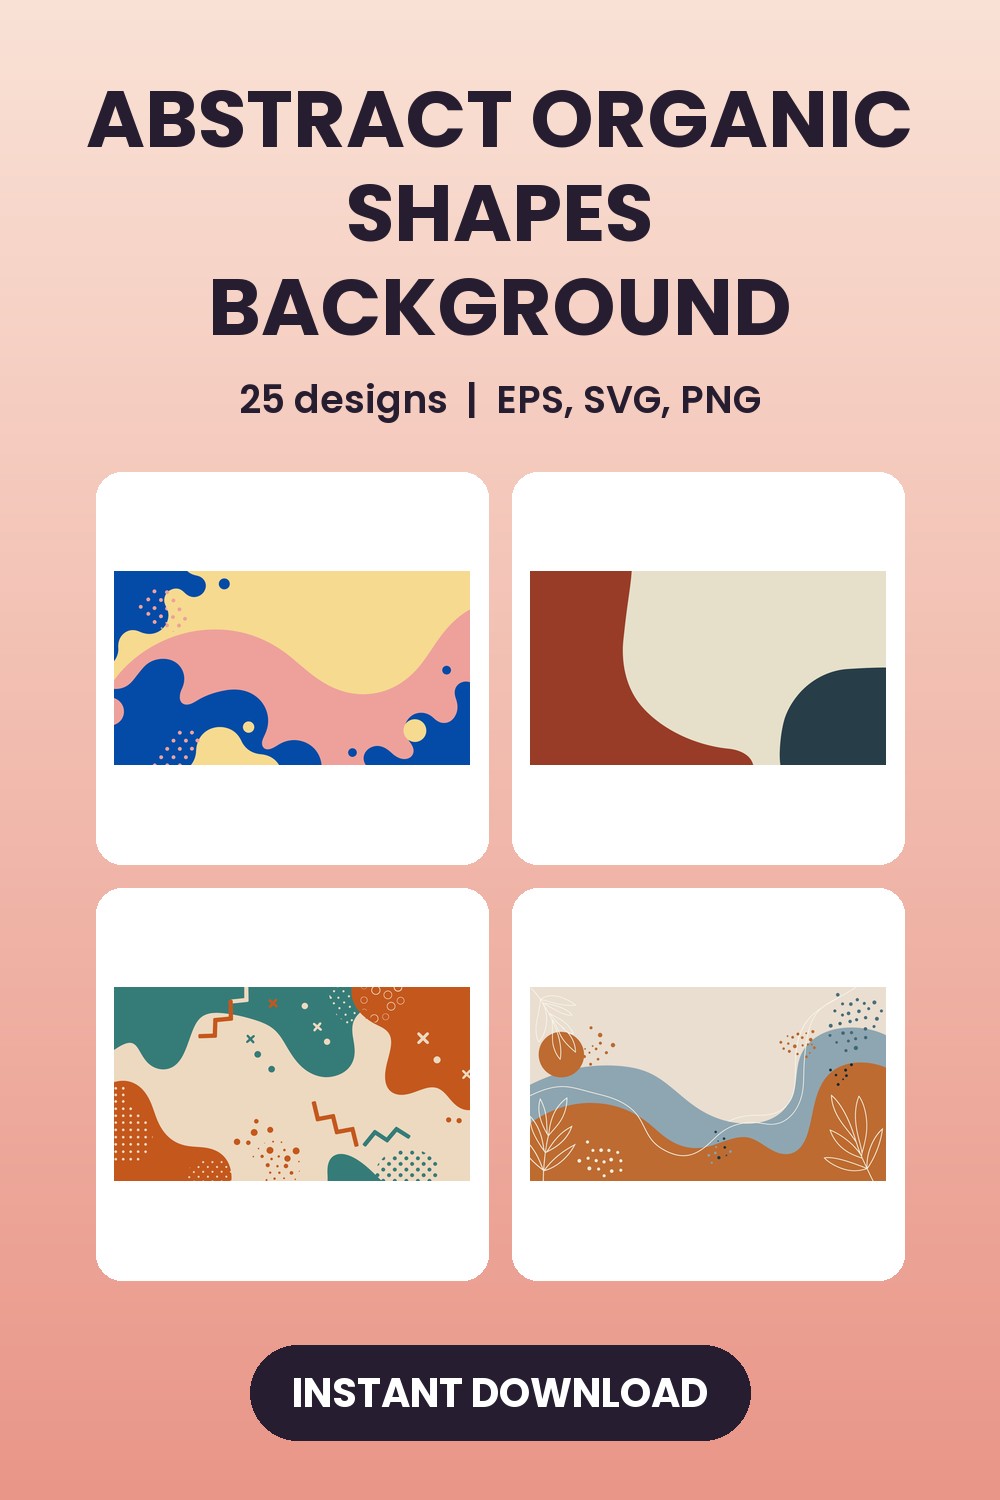 ABSTRACT ORGANIC
SHAPES
BACKGROUND
25 designs | EPS, SVG, PNG
INSTANT DOWNLOAD